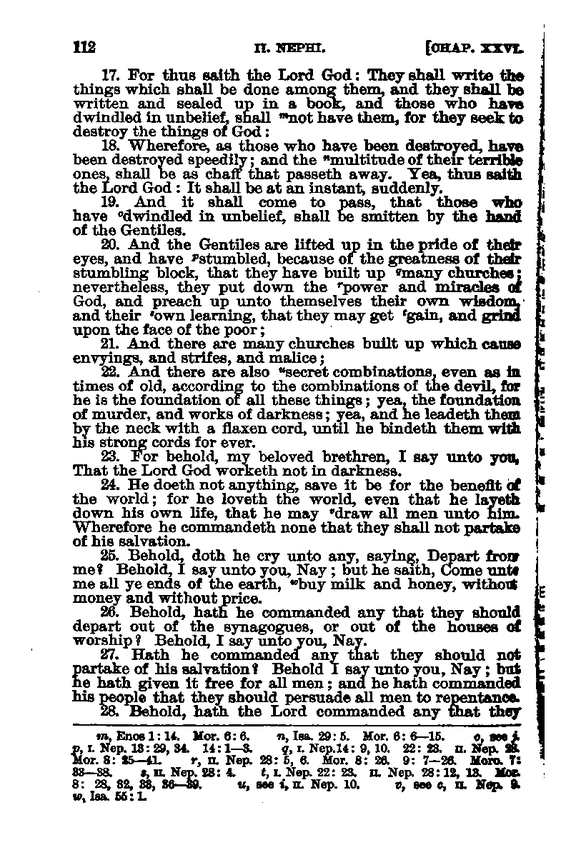 112 II. NEPHI. [CHAP. XXVI.
17. For thus saith the Lord God: They shall write the
things which shall be done among them, and they shall be
written and sealed up in a book, and those who have
dwindled in unbelief, shall ᵐnot have them, for they seek to
destroy the things of God:
18. Wherefore, as those who have been destroyed, have
been destroyed speedily; and the ⁿmultitude of their terrible
ones, shall be as chaff that passeth away. Yea, thus saith
the Lord God: It shall be at an instant, suddenly.
19. And it shall come to pass, that those who
have ᵒdwindled in unbelief, shall be smitten by the hand
of the Gentiles.
20. And the Gentiles are lifted up in the pride of their
eyes, and have ᵖstumbled, because of the greatness of their
stumbling block, that they have built up ᑫmany churches;
nevertheless, they put down the ʳpower and miracles of
God, and preach up unto themselves their own wisdom,
and their ˢown learning, that they may get ᵗgain, and grind
upon the face of the poor;
21. And there are many churches built up which cause
envyings, and strifes, and malice;
22. And there are also ᵘsecret combinations, even as in
times of old, according to the combinations of the devil, for
he is the foundation of all these things; yea, the foundation
of murder, and works of darkness; yea, and he leadeth them
by the neck with a flaxen cord, until he bindeth them with
his strong cords for ever.
23. For behold, my beloved brethren, I say unto you,
That the Lord God worketh not in darkness.
24. He doeth not anything, save it be for the benefit of
the world; for he loveth the world, even that he layeth
down his own life, that he may ᵛdraw all men unto him.
Wherefore he commandeth none that they shall not partake
of his salvation.
25. Behold, doth he cry unto any, saying, Depart from
me? Behold, I say unto you, Nay; but he saith, Come unto
me all ye ends of the earth, ʷbuy milk and honey, without
money and without price.
26. Behold, hath he commanded any that they should
depart out of the synagogues, or out of the houses of
worship? Behold, I say unto you, Nay.
27. Hath he commanded any that they should not
partake of his salvation? Behold I say unto you, Nay; but
he hath given it free for all men; and he hath commanded
his people that they should persuade all men to repentance.
28. Behold, hath the Lord commanded any that they
m, Enos 1: 14. Mor. 6: 6. n, Isa. 29: 5. Mor. 6: 6—15. o, see j.
p, I. Nep. 13: 29, 34. 14: 1—3. q, I. Nep. 14: 9, 10. 22: 23. II. Nep. 28.
Mor. 8: 25—41. r, II. Nep. 28: 5, 6. Mor. 8: 26. 9: 7—26. Moro. 7:
33—38. s, II. Nep. 28: 4. t, I. Nep. 22: 23. II. Nep. 28: 12, 13. Mor.
8: 28, 32, 33, 36—39. u, see i, II. Nep. 10. v, see c, II. Nep. 9.
w, Isa. 55: 1.